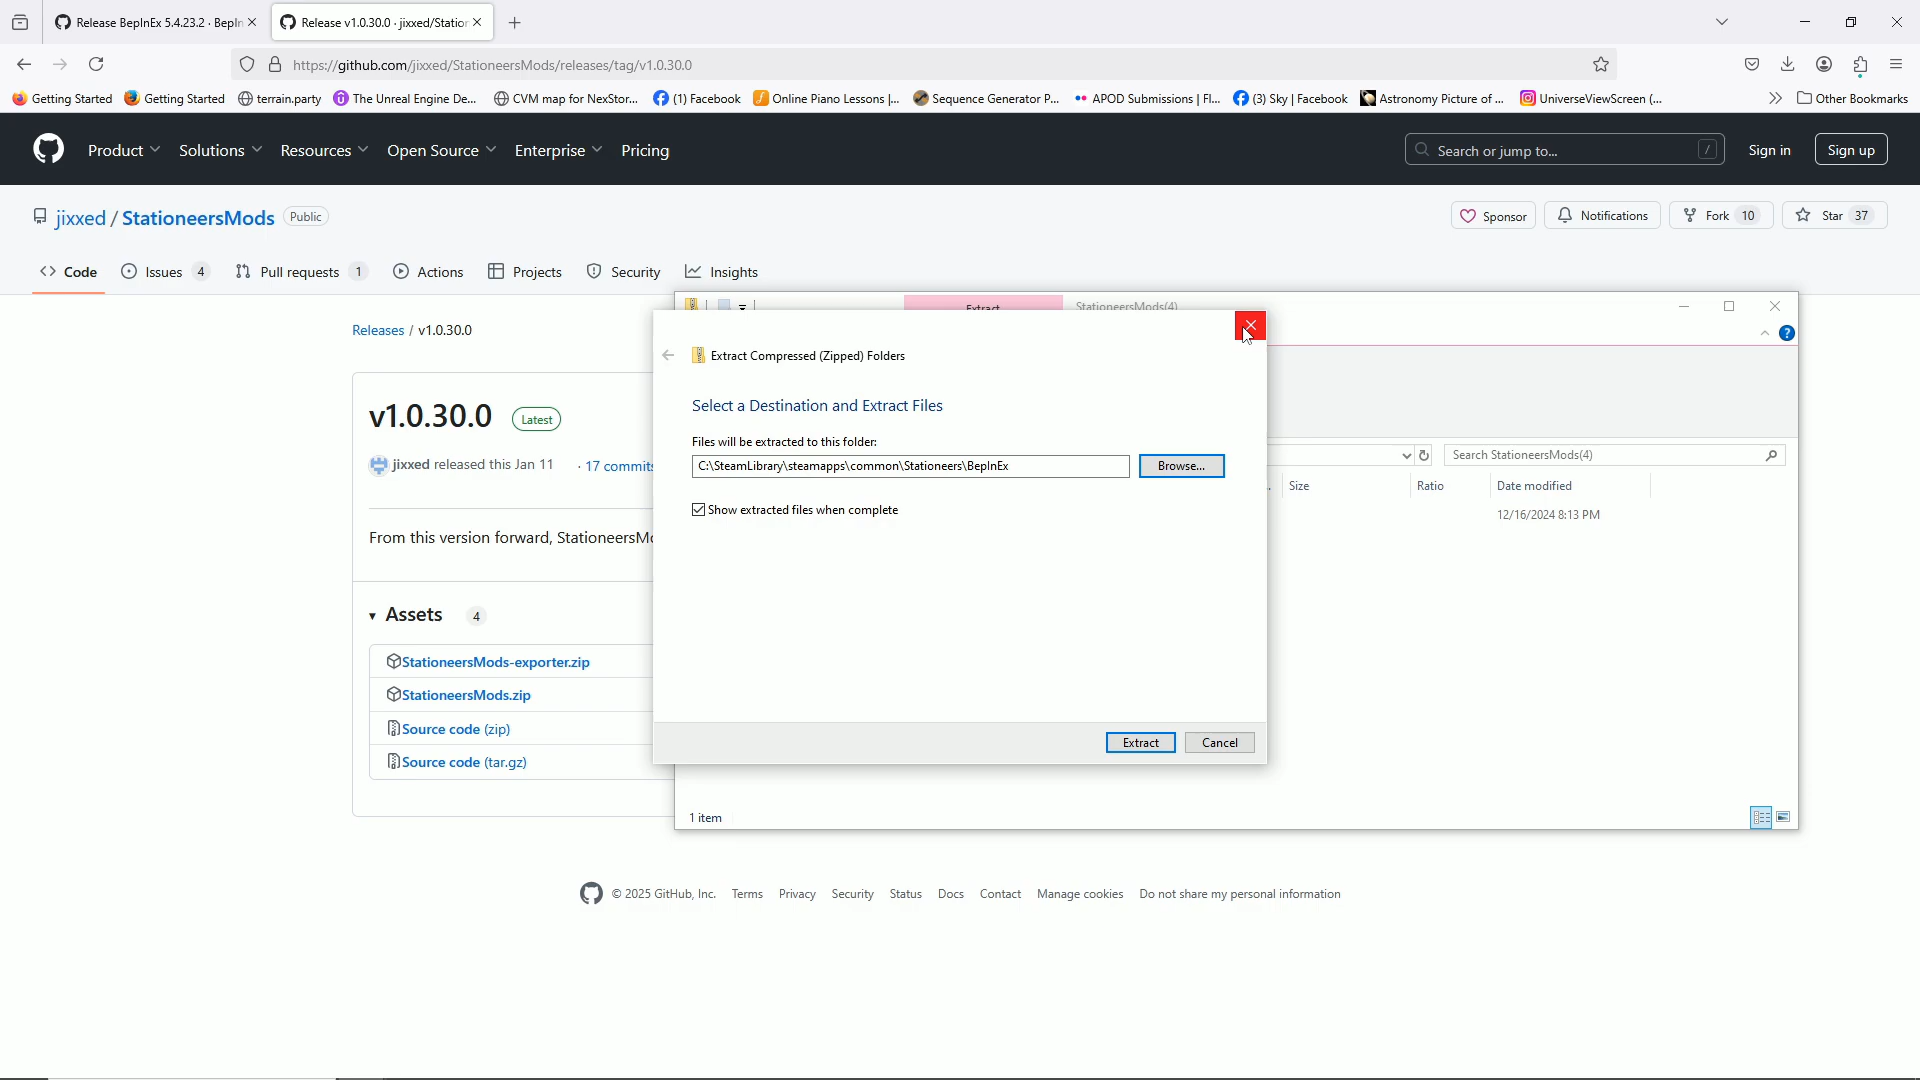 Release BepInEx 5.4.23.2 · BepIn
Release v1.0.30.0 · jixxed/Station
https://github.com/jixxed/StationeersMods/releases/tag/v1.0.30.0
Getting Started
Getting Started
terrain.party
The Unreal Engine De...
CVM map for NexStor...
(1) Facebook
Online Piano Lessons |...
Sequence Generator P...
APOD Submissions | Fl...
(3) Sky | Facebook
Astronomy Picture of ...
UniverseViewScreen (...
Other Bookmarks
Product
Solutions
Resources
Open Source
Enterprise
Pricing
Search or jump to...
/
Sign in
Sign up
jixxed / StationeersMods
Public
Sponsor
Notifications
Fork 10
Star 37
Code
Issues 4
Pull requests 1
Actions
Projects
Security
Insights
Releases / v1.0.30.0
Extract
StationeersMods(4)
Extract Compressed (Zipped) Folders
v1.0.30.0
Latest
Select a Destination and Extract Files
Files will be extracted to this folder:
Search StationeersMods(4)
jixxed released this Jan 11
· 17 commits
C:\SteamLibrary\steamapps\common\Stationeers\BepInEx
Browse...
Size
Ratio
Date modified
Show extracted files when complete
12/16/2024 8:13 PM
From this version forward, StationeersMo
Assets 4
StationeersMods-exporter.zip
StationeersMods.zip
Source code (zip)
Source code (tar.gz)
Extract
Cancel
1 item
© 2025 GitHub, Inc.
Terms
Privacy
Security
Status
Docs
Contact
Manage cookies
Do not share my personal information